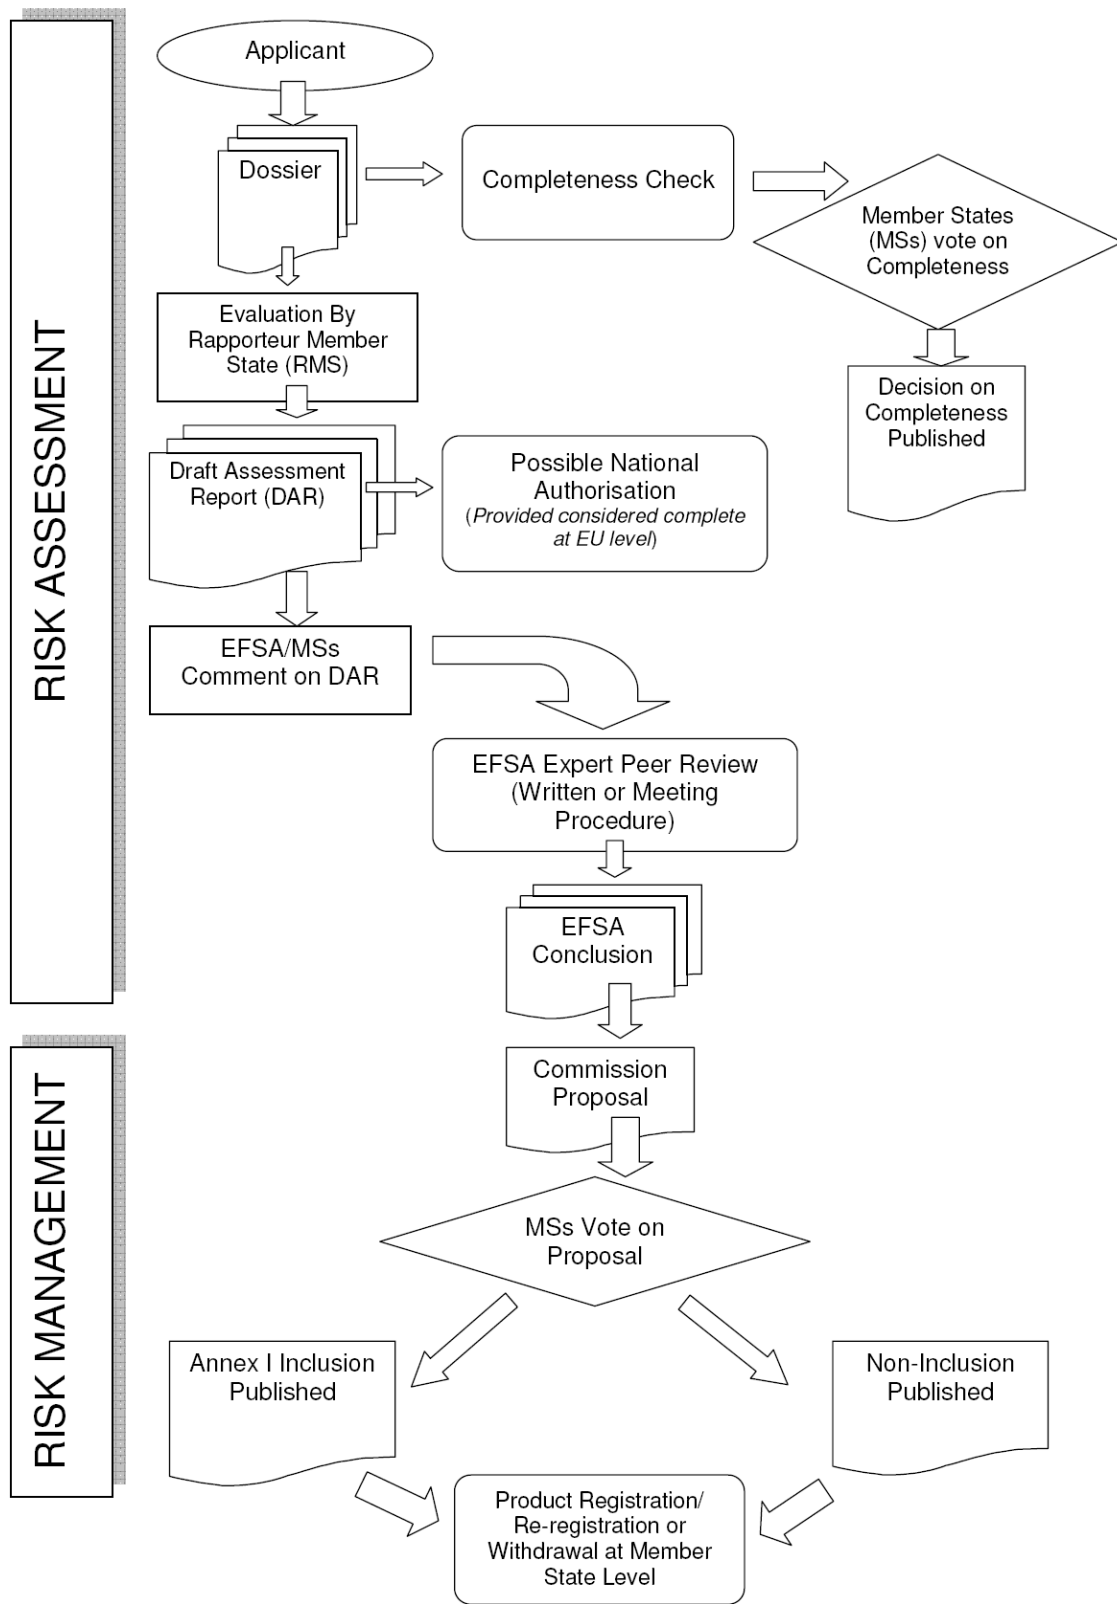 RISK ASSESSMENT
Applicant
Dossier
Completeness Check
Member States
(MSs) vote on
Completeness
Evaluation By
Rapporteur Member
State (RMS)
Decision on
Completeness
Published
Draft Assessment
Report (DAR)
Possible National
Authorisation
(Provided considered complete
at EU level)
EFSA/MSs
Comment on DAR
EFSA Expert Peer Review
(Written or Meeting
Procedure)
EFSA
Conclusion
RISK MANAGEMENT
Commission
Proposal
MSs Vote on
Proposal
Annex I Inclusion
Published
Non-Inclusion
Published
Product Registration/
Re-registration or
Withdrawal at Member
State Level